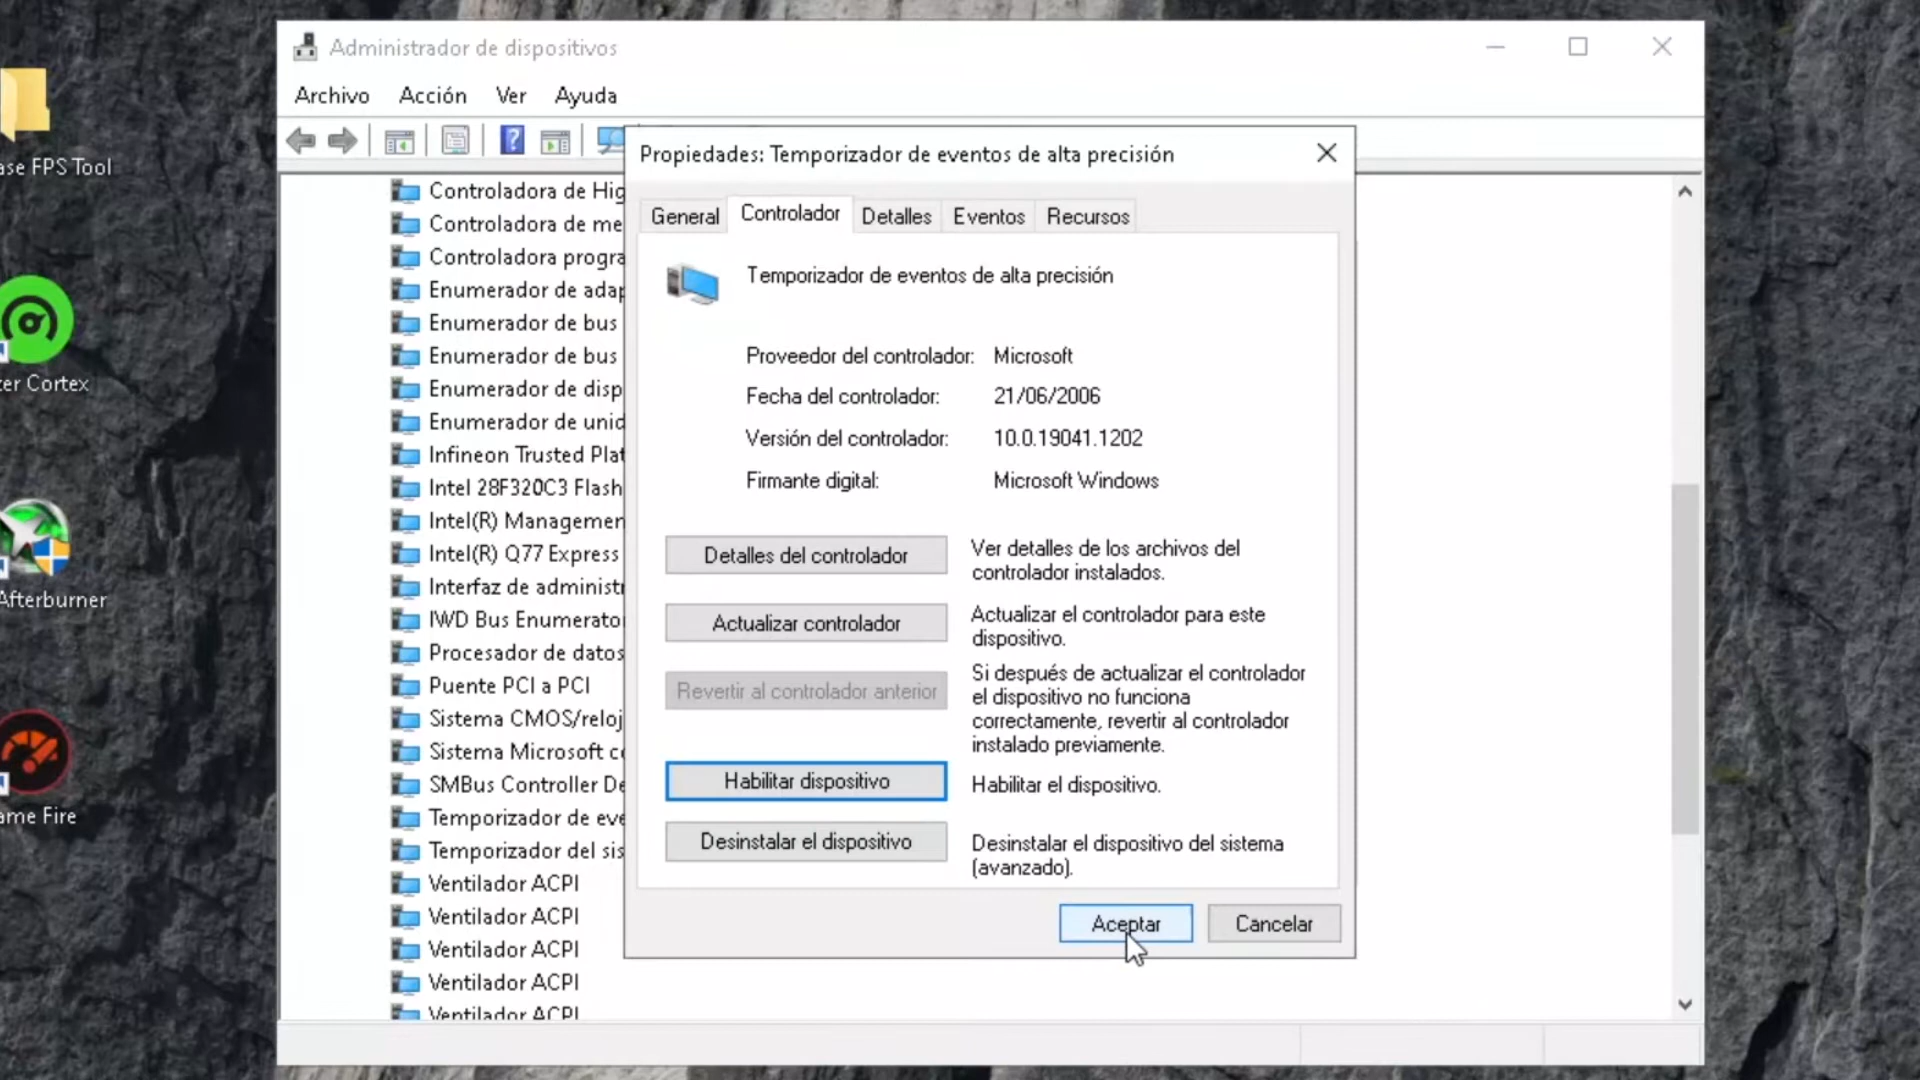 Administrador de dispositivos
Archivo Acción Ver Ayuda
ase FPS Tool
zer Cortex
Afterburner
ame Fire
Controladora de Hig
Controladora de me
Controladora progra
Enumerador de adap
Enumerador de bus
Enumerador de bus
Enumerador de disp
Enumerador de unid
Infineon Trusted Plat
Intel 28F320C3 Flash
Intel(R) Managemen
Intel(R) Q77 Express
Interfaz de administr
IWD Bus Enumerato
Procesador de datos
Puente PCI a PCI
Sistema CMOS/reloj
Sistema Microsoft co
SMBus Controller De
Temporizador de eve
Temporizador del sis
Ventilador ACPI
Ventilador ACPI
Ventilador ACPI
Ventilador ACPI
Ventilador ACPI
Propiedades: Temporizador de eventos de alta precisión
General Controlador Detalles Eventos Recursos
Temporizador de eventos de alta precisión
Proveedor del controlador: Microsoft
Fecha del controlador: 21/06/2006
Versión del controlador: 10.0.19041.1202
Firmante digital: Microsoft Windows
Detalles del controlador
Ver detalles de los archivos del
controlador instalados.
Actualizar controlador
Actualizar el controlador para este
dispositivo.
Revertir al controlador anterior
Si después de actualizar el controlador
el dispositivo no funciona
correctamente, revertir al controlador
instalado previamente.
Habilitar dispositivo
Habilitar el dispositivo.
Desinstalar el dispositivo
Desinstalar el dispositivo del sistema
(avanzado).
Aceptar Cancelar